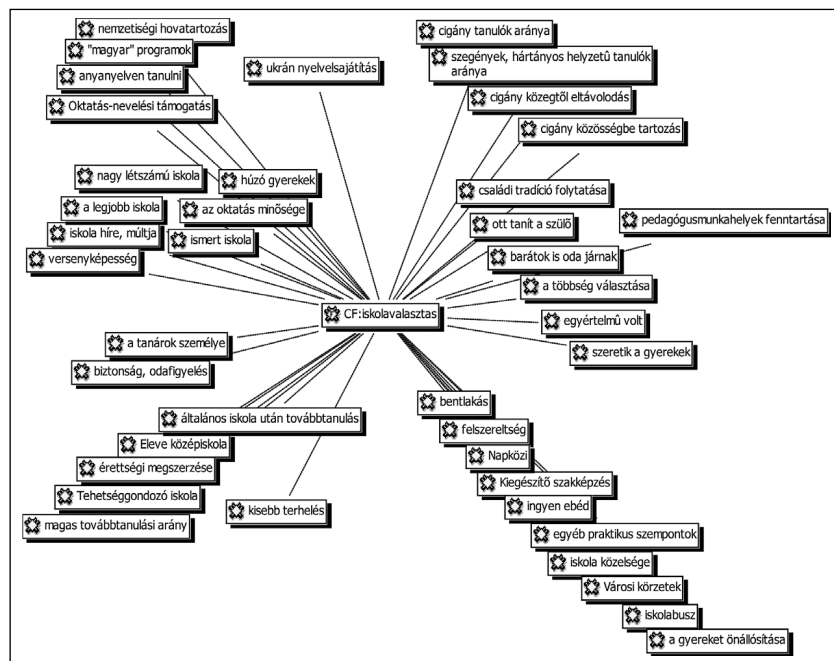 nemzetiségi hovatartozás
"magyar" programok
anyanyelven tanulni
Oktatás-nevelési támogatás
ukrán nyelvelsajátítás
cigány tanulók aránya
szegények, hártányos helyzetû tanulók
aránya
cigány közegtől eltávolodás
cigány közösségbe tartozás
nagy létszámú iskola
húzó gyerekek
a legjobb iskola
az oktatás minősége
iskola híre, múltja
ismert iskola
versenyképesség
családi tradíció folytatása
ott tanít a szülő
pedagógusmunkahelyek fenntartása
barátok is oda járnak
a többség választása
CF:iskolavalasztas
egyértelmû volt
szeretik a gyerekek
a tanárok személye
biztonság, odafigyelés
általános iskola után továbbtanulás
Eleve középiskola
érettségi megszerzése
Tehetséggondozó iskola
magas továbbtanulási arány
kisebb terhelés
bentlakás
felszereltség
Napközi
Kiegészítő szakképzés
ingyen ebéd
egyéb praktikus szempontok
iskola közelsége
Városi körzetek
iskolabusz
a gyereket önállósítása